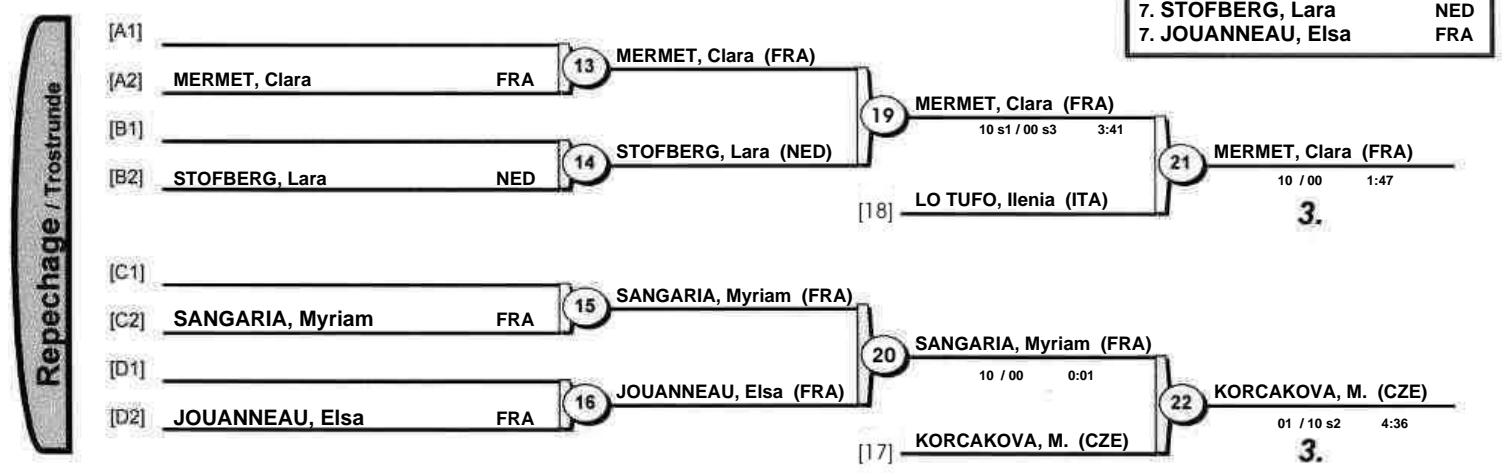 7. STOFBERG, Lara NED
7. JOUANNEAU, Elsa FRA
Repechage / Trostrunde
[A1]
[A2] MERMET, Clara FRA
13
MERMET, Clara (FRA)
[B1]
[B2] STOFBERG, Lara NED
14
STOFBERG, Lara (NED)
19
MERMET, Clara (FRA)
10 s1 / 00 s3 3:41
[18] LO TUFO, Ilenia (ITA)
21
MERMET, Clara (FRA)
10 / 00 1:47
3.
[C1]
[C2] SANGARIA, Myriam FRA
15
SANGARIA, Myriam (FRA)
[D1]
[D2] JOUANNEAU, Elsa FRA
16
JOUANNEAU, Elsa (FRA)
20
SANGARIA, Myriam (FRA)
10 / 00 0:01
[17] KORCAKOVA, M. (CZE)
22
KORCAKOVA, M. (CZE)
01 / 10 s2 4:36
3.